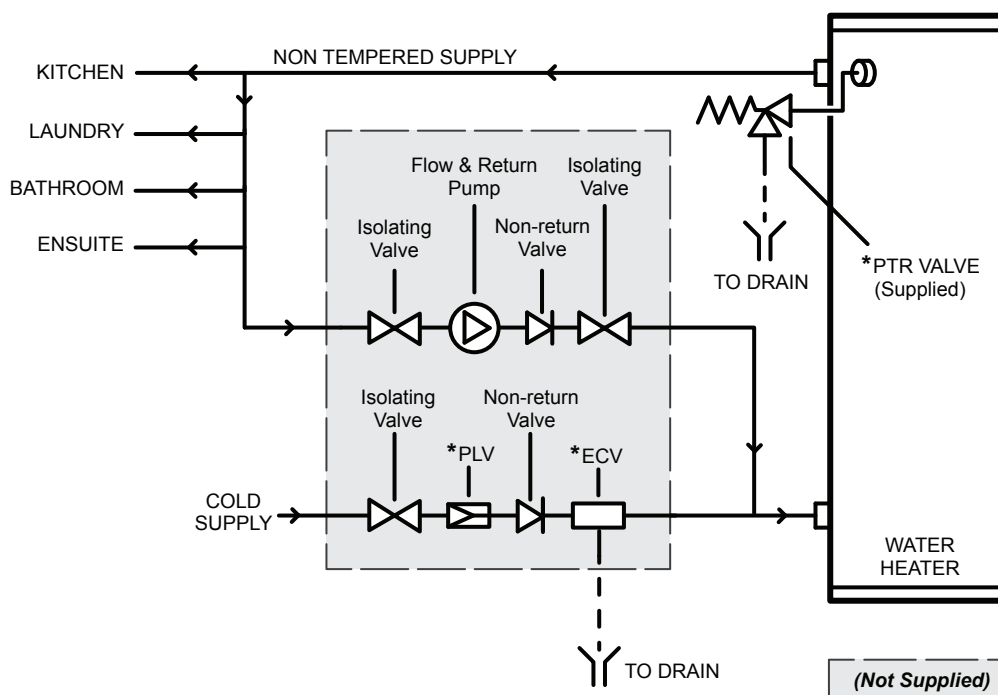 NON TEMPERED SUPPLY
KITCHEN
LAUNDRY
BATHROOM
ENSUITE
Flow & Return
Pump
Isolating
Valve
Isolating
Valve
Non-return
Valve
TO DRAIN
*PTR VALVE
(Supplied)
Isolating
Valve
*PLV
Non-return
Valve
*ECV
COLD
SUPPLY
WATER
HEATER
TO DRAIN
(Not Supplied)